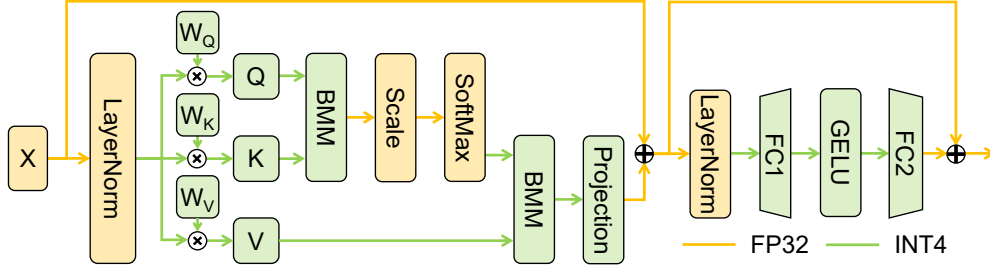 X
LayerNorm
W_Q
W_K
W_V
Q
K
V
BMM
Scale
SoftMax
BMM
Projection
LayerNorm
FC1
GELU
FC2
FP32
INT4